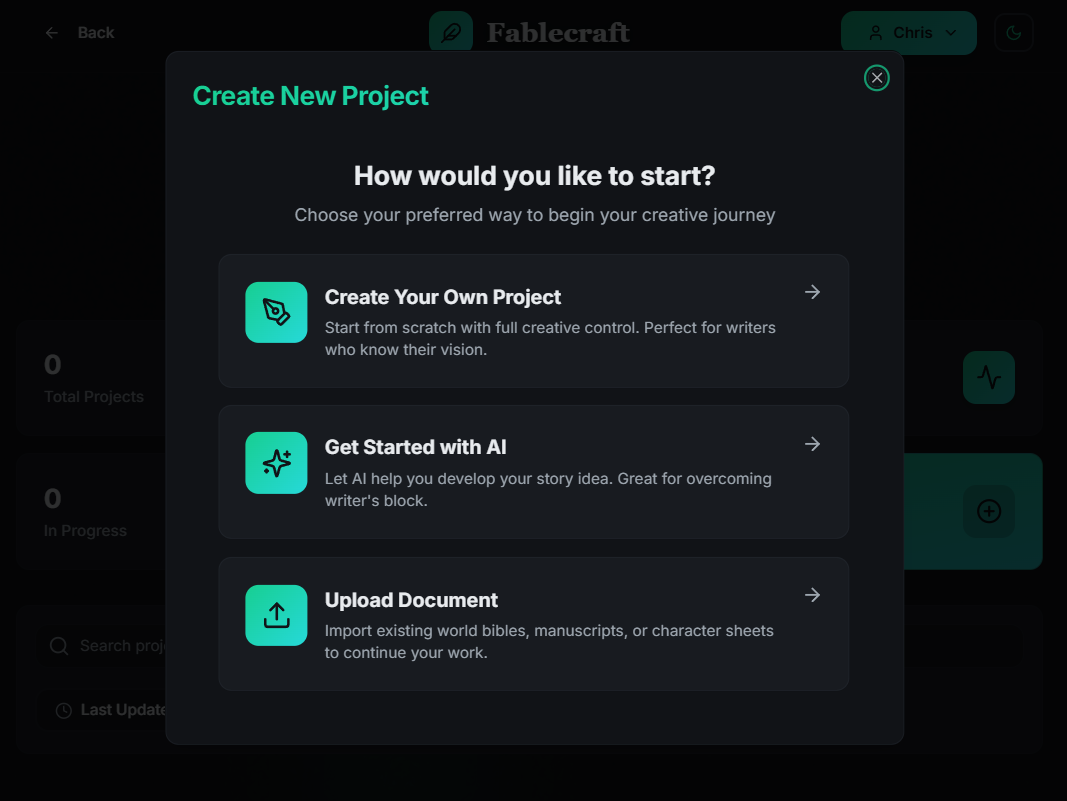 Back
Fablecraft
Chris
Create New Project
How would you like to start?
Choose your preferred way to begin your creative journey
Create Your Own Project
Start from scratch with full creative control. Perfect for writers
who know their vision.
0
Total Projects
Get Started with AI
Let AI help you develop your story idea. Great for overcoming
writer's block.
0
In Progress
Upload Document
Import existing world bibles, manuscripts, or character sheets
to continue your work.
Search proje
Last Update